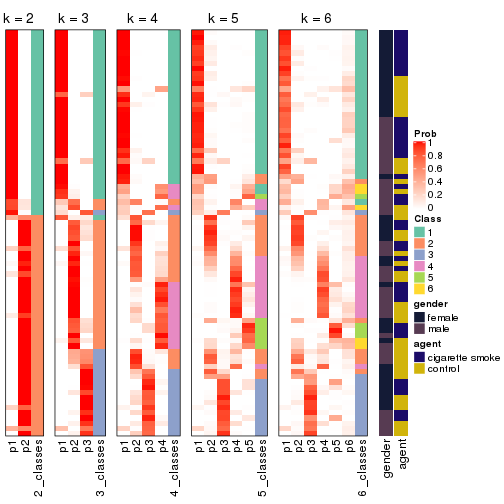 k = 2
k = 3
k = 4
k = 5
k = 6
Prob
1
0.8
0.6
0.4
0.2
0
Class
1
2
3
4
5
6
gender
female
male
agent
cigarette smoke
control
p1
p2
2_classes
p1
p2
p3
3_classes
p1
p2
p3
p4
4_classes
p1
p2
p3
p4
p5
5_classes
p1
p2
p3
p4
p5
p6
6_classes
gender
agent